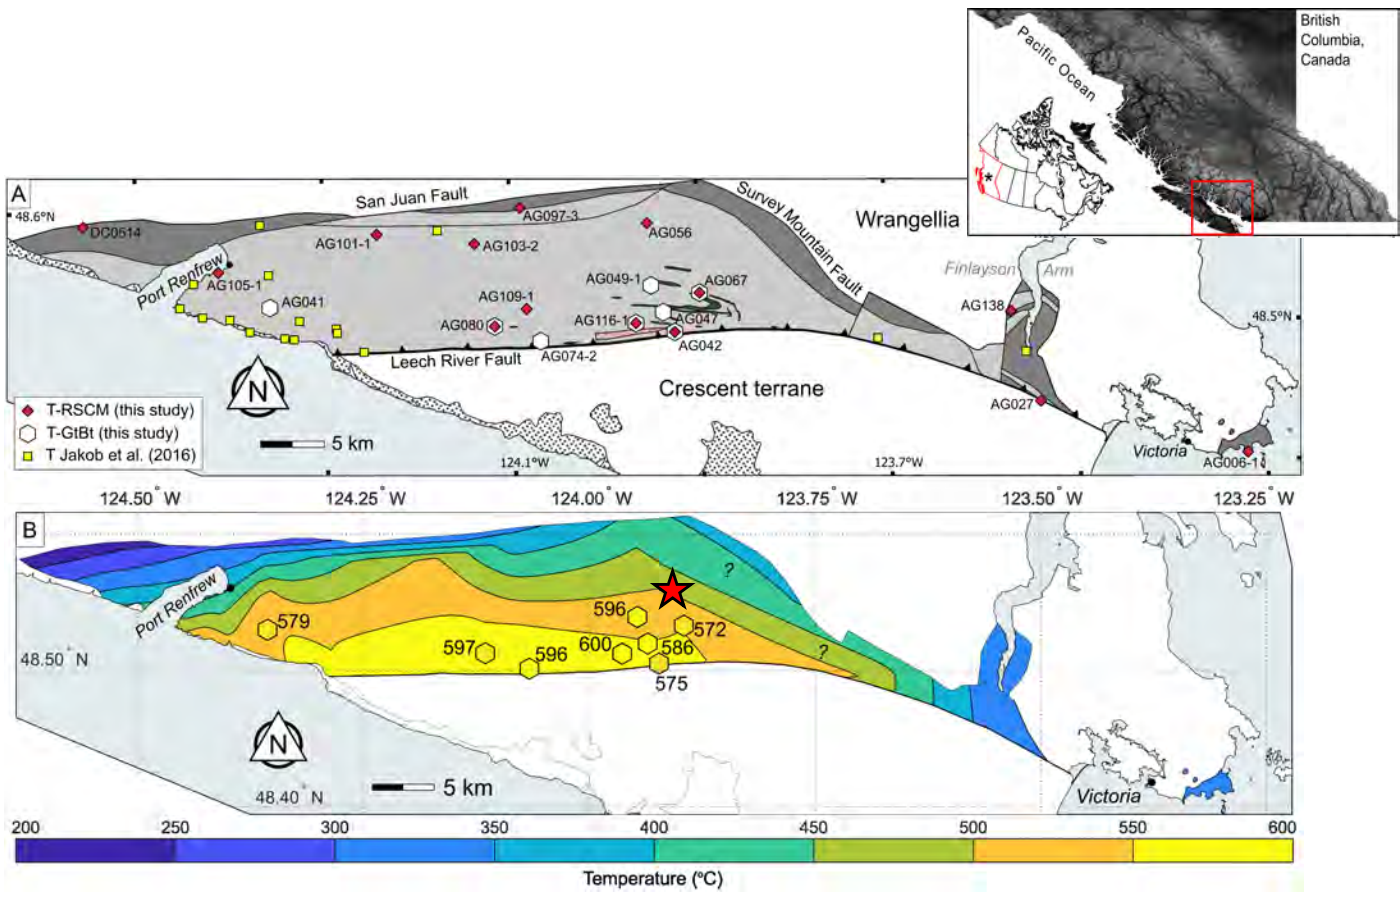 British
Columbia,
Canada
Pacific Ocean
*
A
48.6°N
San Juan Fault
Survey Mountain Fault
Wrangellia
DC0514
AG097-3
AG101-1
AG103-2
AG056
Port Renfrew
AG105-1
AG041
AG049-1
AG067
Finlayson Arm
AG138
48.5°N
AG109-1
AG080
AG116-1
AG047
AG042
AG074-2
Leech River Fault
Crescent terrane
N
AG027
T-RSCM (this study)
T-GtBt (this study)
T Jakob et al. (2016)
5 km
124.1°W
123.7°W
Victoria
AG006-1
124.50° W
124.25° W
124.00° W
123.75° W
123.50° W
123.25° W
B
?
Port Renfrew
579
596
572
597
596
600
586
575
?
48.50° N
N
48.40° N
5 km
Victoria
200 250 300 350 400 450 500 550 600
Temperature (°C)